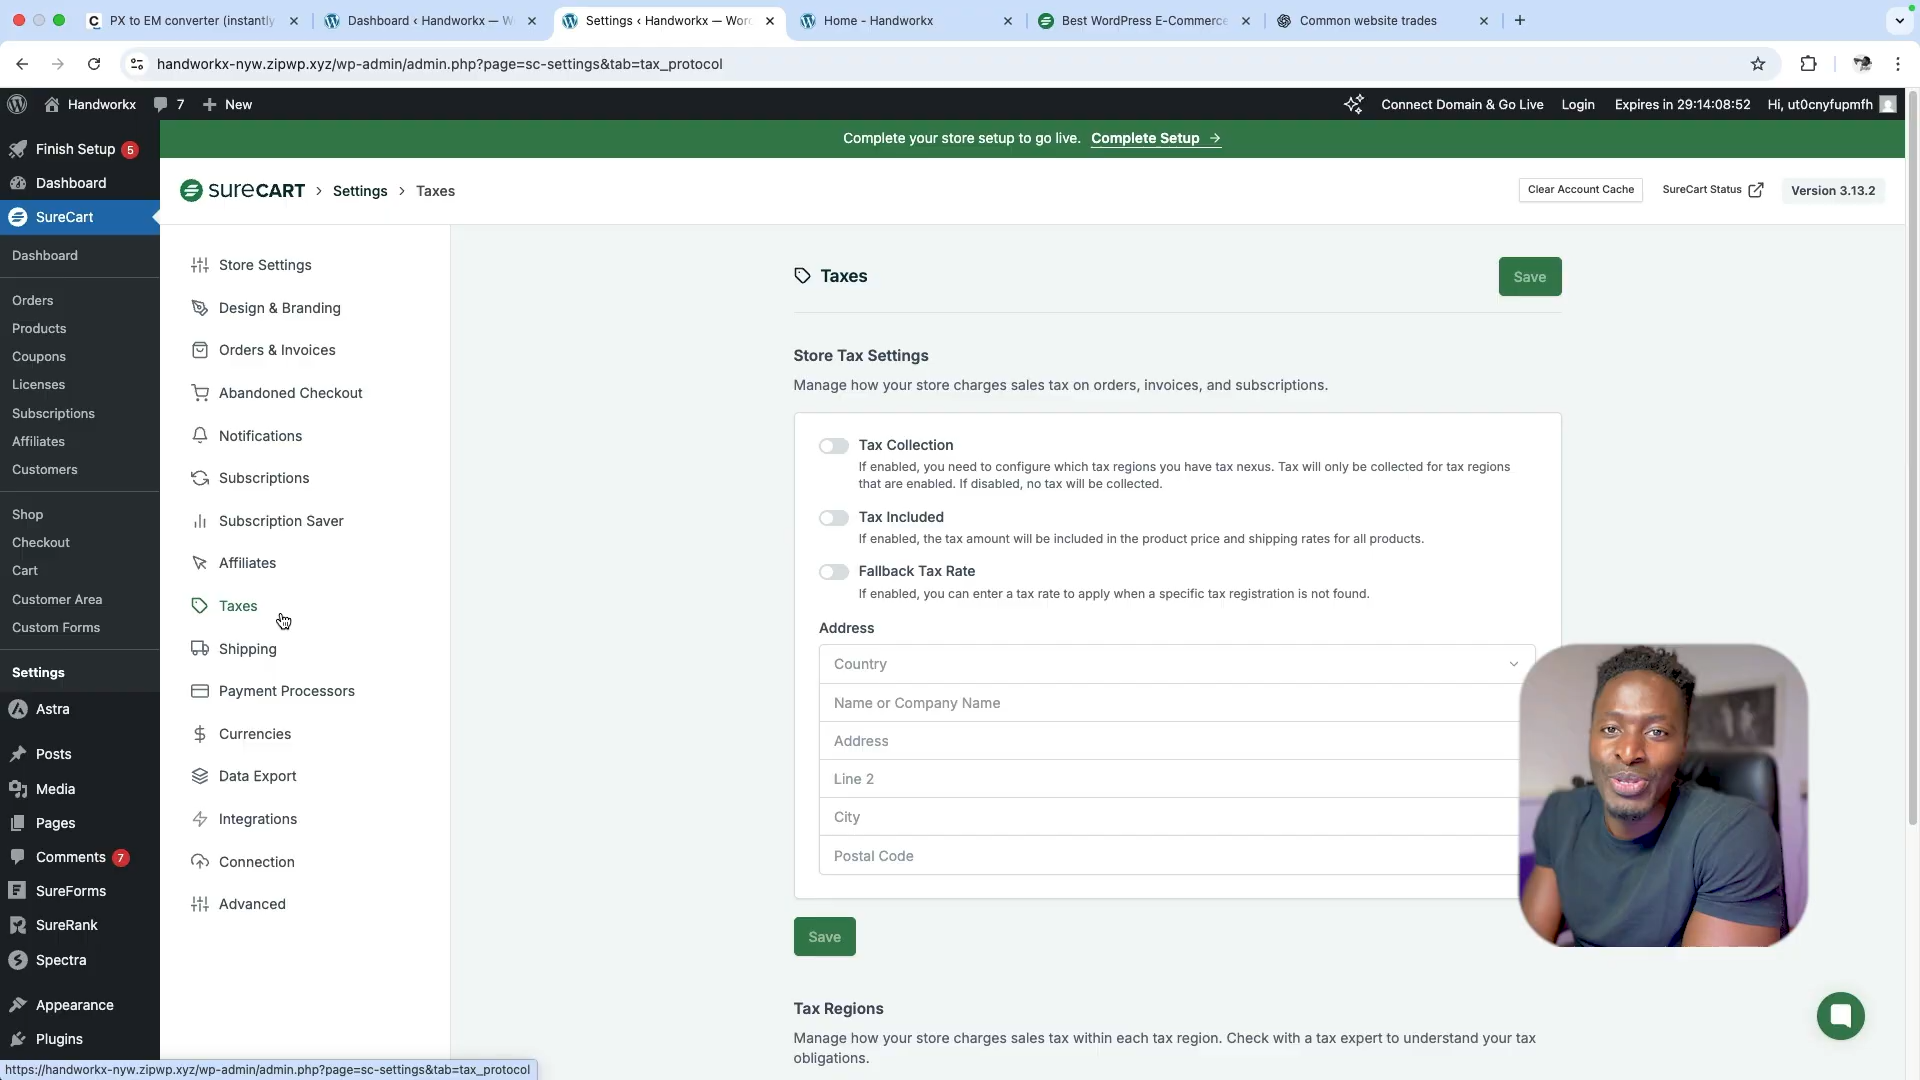 PX to EM converter (instantly
Dashboard ‹ Handworkx — W
Settings ‹ Handworkx — Wor
Home - Handworkx
Best WordPress E-Commerce
Common website trades
handworkx-nyw.zipwp.xyz/wp-admin/admin.php?page=sc-settings&tab=tax_protocol
Handworkx
7
New
Connect Domain & Go Live
Login
Expires in 29:14:08:52
Hi, ut0cnyfupmfh
Finish Setup 5
Dashboard
SureCart
Dashboard
Orders
Products
Coupons
Licenses
Subscriptions
Affiliates
Customers
Shop
Checkout
Cart
Customer Area
Custom Forms
Settings
Astra
Posts
Media
Pages
Comments 7
SureForms
SureRank
Spectra
Appearance
Plugins
Complete your store setup to go live. Complete Setup →
SURECART › Settings › Taxes
Clear Account Cache
SureCart Status
Version 3.13.2
Store Settings
Design & Branding
Orders & Invoices
Abandoned Checkout
Notifications
Subscriptions
Subscription Saver
Affiliates
Taxes
Shipping
Payment Processors
Currencies
Data Export
Integrations
Connection
Advanced
Taxes
Save
Store Tax Settings
Manage how your store charges sales tax on orders, invoices, and subscriptions.
Tax Collection
If enabled, you need to configure which tax regions you have tax nexus. Tax will only be collected for tax regions
that are enabled. If disabled, no tax will be collected.
Tax Included
If enabled, the tax amount will be included in the product price and shipping rates for all products.
Fallback Tax Rate
If enabled, you can enter a tax rate to apply when a specific tax registration is not found.
Address
Country
Name or Company Name
Address
Line 2
City
Postal Code
Save
Tax Regions
Manage how your store charges sales tax within each tax region. Check with a tax expert to understand your tax
obligations.
https://handworkx-nyw.zipwp.xyz/wp-admin/admin.php?page=sc-settings&tab=tax_protocol